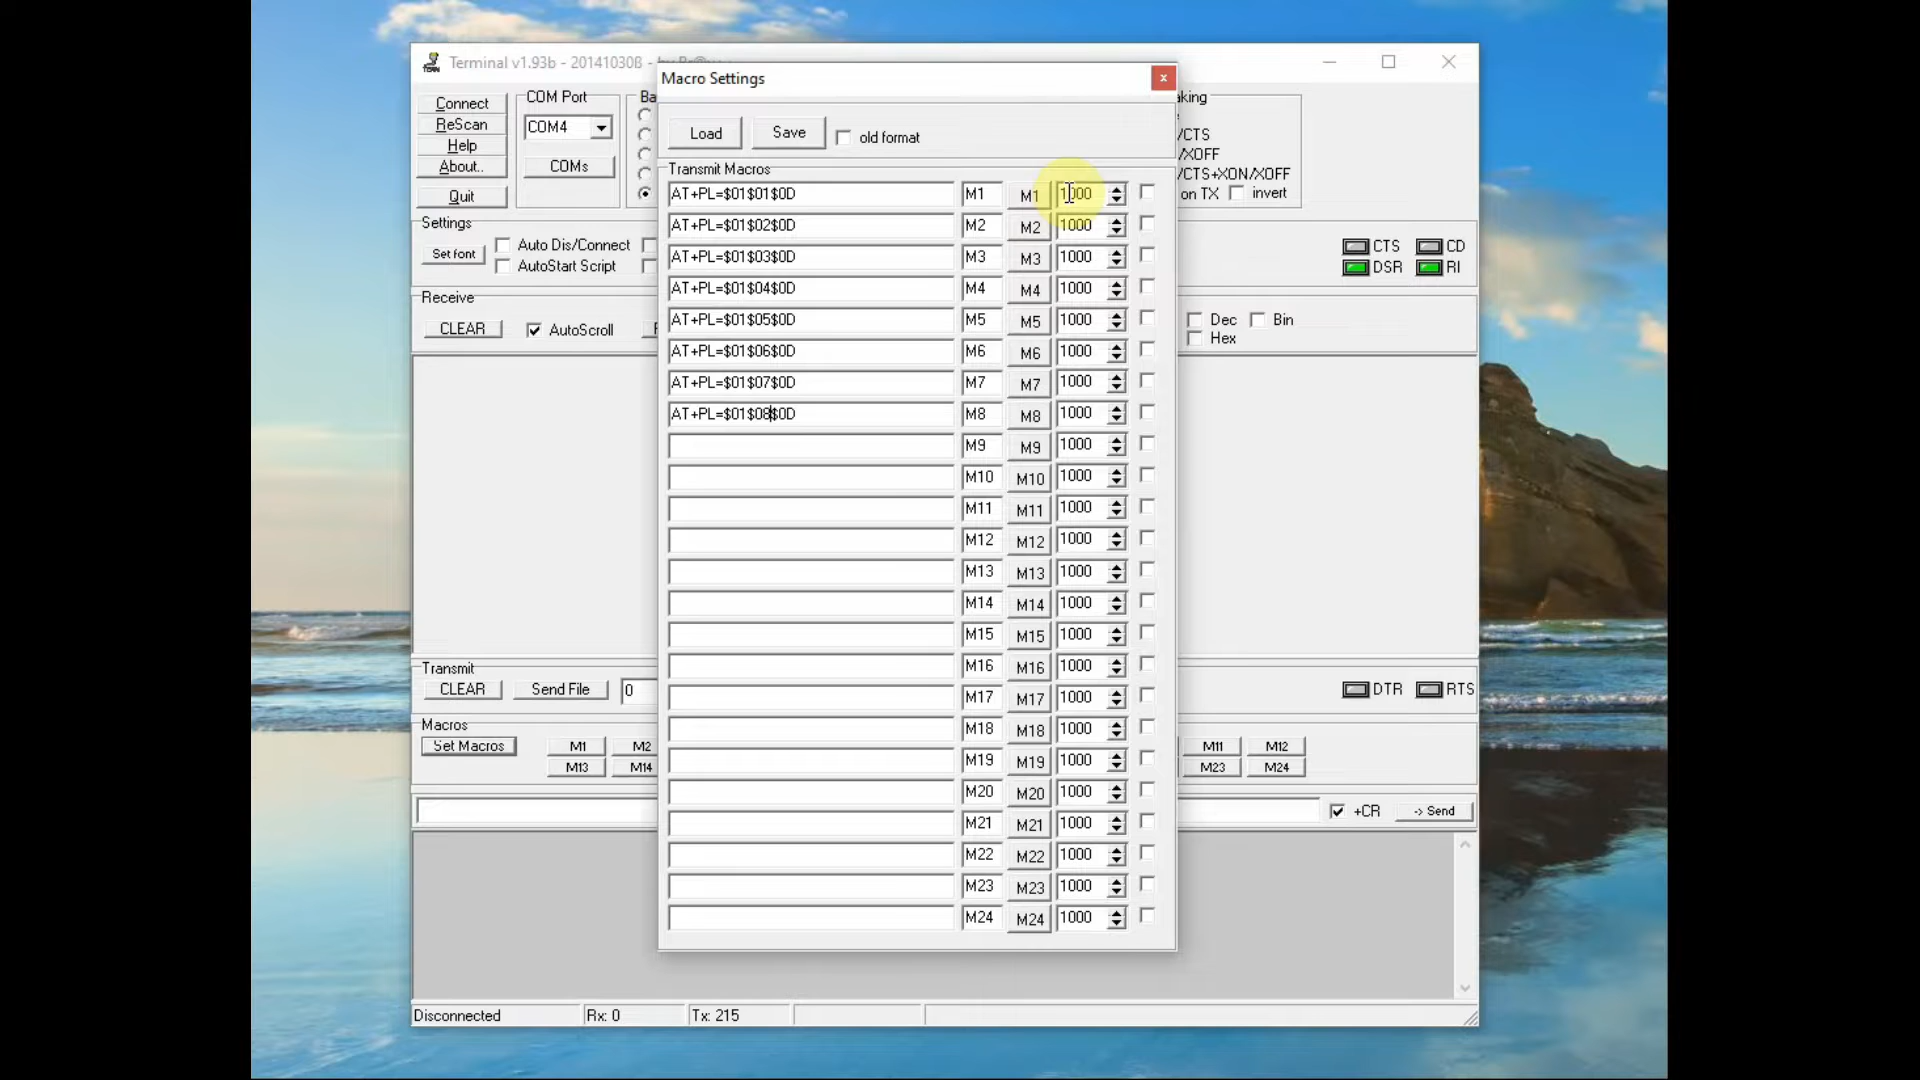 Terminal v1.93b - 20141030ß -
Macro Settings
x
Connect
ReScan
Help
About..
Quit
COM Port
COM4
COMs
Ba
Load
Save
old format
aking
/CTS
/XOFF
/CTS+XON/XOFF
on TX
invert
Settings
Set font
Auto Dis/Connect
AutoStart Script
CTS
CD
DSR
RI
Receive
CLEAR
AutoScroll
Dec
Bin
Hex
Transmit Macros
AT+PL=$01$01$0D M1 M1 1000
AT+PL=$01$02$0D M2 M2 1000
AT+PL=$01$03$0D M3 M3 1000
AT+PL=$01$04$0D M4 M4 1000
AT+PL=$01$05$0D M5 M5 1000
AT+PL=$01$06$0D M6 M6 1000
AT+PL=$01$07$0D M7 M7 1000
AT+PL=$01$08$0D M8 M8 1000
M9 M9 1000
M10 M10 1000
M11 M11 1000
M12 M12 1000
M13 M13 1000
M14 M14 1000
M15 M15 1000
M16 M16 1000
M17 M17 1000
M18 M18 1000
M19 M19 1000
M20 M20 1000
M21 M21 1000
M22 M22 1000
M23 M23 1000
M24 M24 1000
Transmit
CLEAR
Send File
0
DTR
RTS
Macros
Set Macros
M1
M2
M11
M12
M13
M14
M23
M24
+CR
-> Send
Disconnected
Rx: 0
Tx: 215